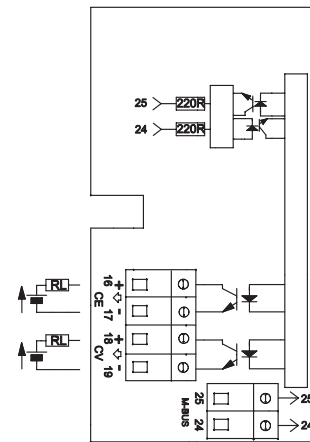 25 220R
24 220R
RL
16 +
CE
17 -
RL
18 +
CV
19 -
25 25
M-BUS
24 24